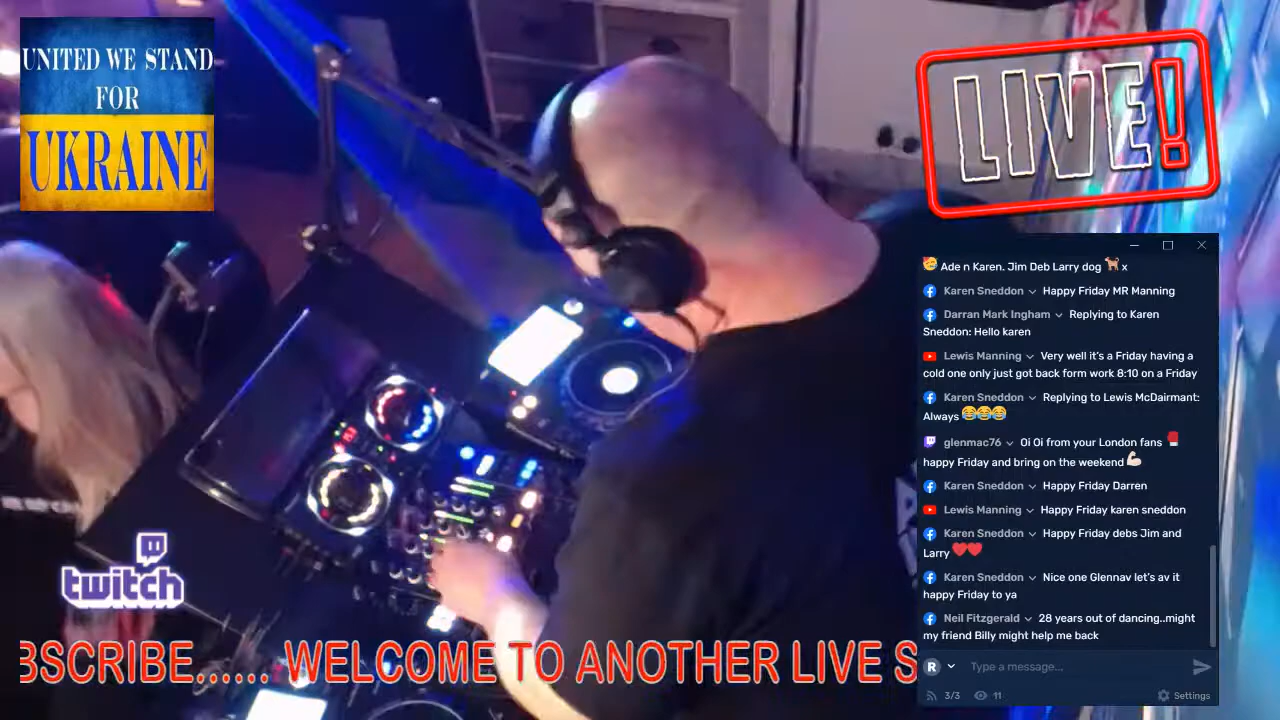 UNITED WE STAND
FOR
UKRAINE
LIVE!
Ade n Karen. Jim Deb Larry dog x
Karen Sneddon Happy Friday MR Manning
Darran Mark Ingham Replying to Karen
Sneddon: Hello karen
Lewis Manning Very well it's a Friday having a
cold one only just got back form work 8:10 on a Friday
Karen Sneddon Replying to Lewis McDairmant:
Always 😂😂😂
glenmac76 Oi Oi from your London fans
happy Friday and bring on the weekend 💪🏻
Karen Sneddon Happy Friday Darren
Lewis Manning Happy Friday karen sneddon
Karen Sneddon Happy Friday debs Jim and
Larry ❤️❤️
Karen Sneddon Nice one Glennav let's av it
happy Friday to ya
Neil Fitzgerald 28 years out of dancing..might
my friend Billy might help me back
R Type a message...
3/3 11 Settings
twitch
BSCRIBE...... WELCOME TO ANOTHER LIVE S